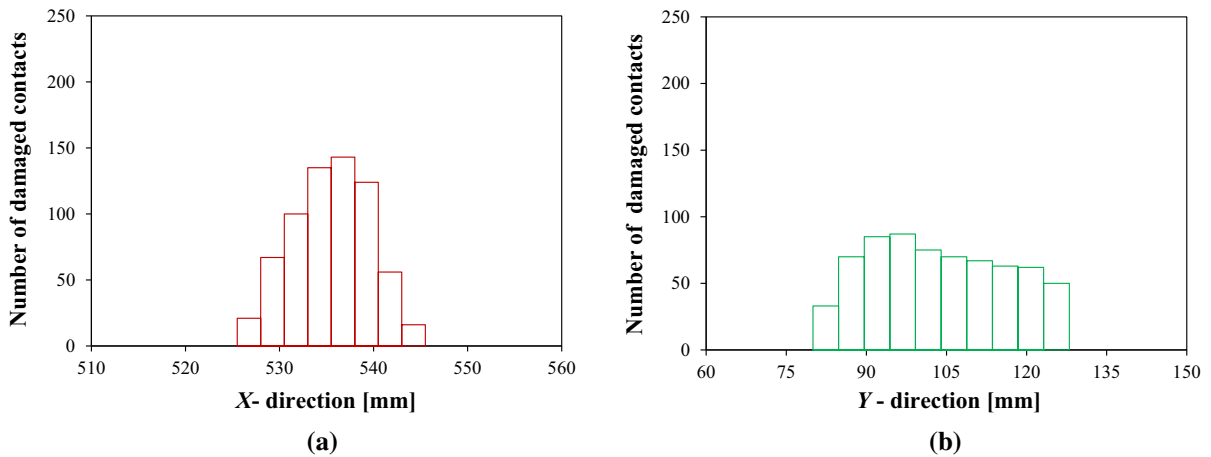 Number of damaged contacts
250
200
150
100
50
0
510 520 530 540 550 560
X- direction [mm]
(a)
Number of damaged contacts
250
200
150
100
50
0
60 75 90 105 120 135 150
Y - direction [mm]
(b)